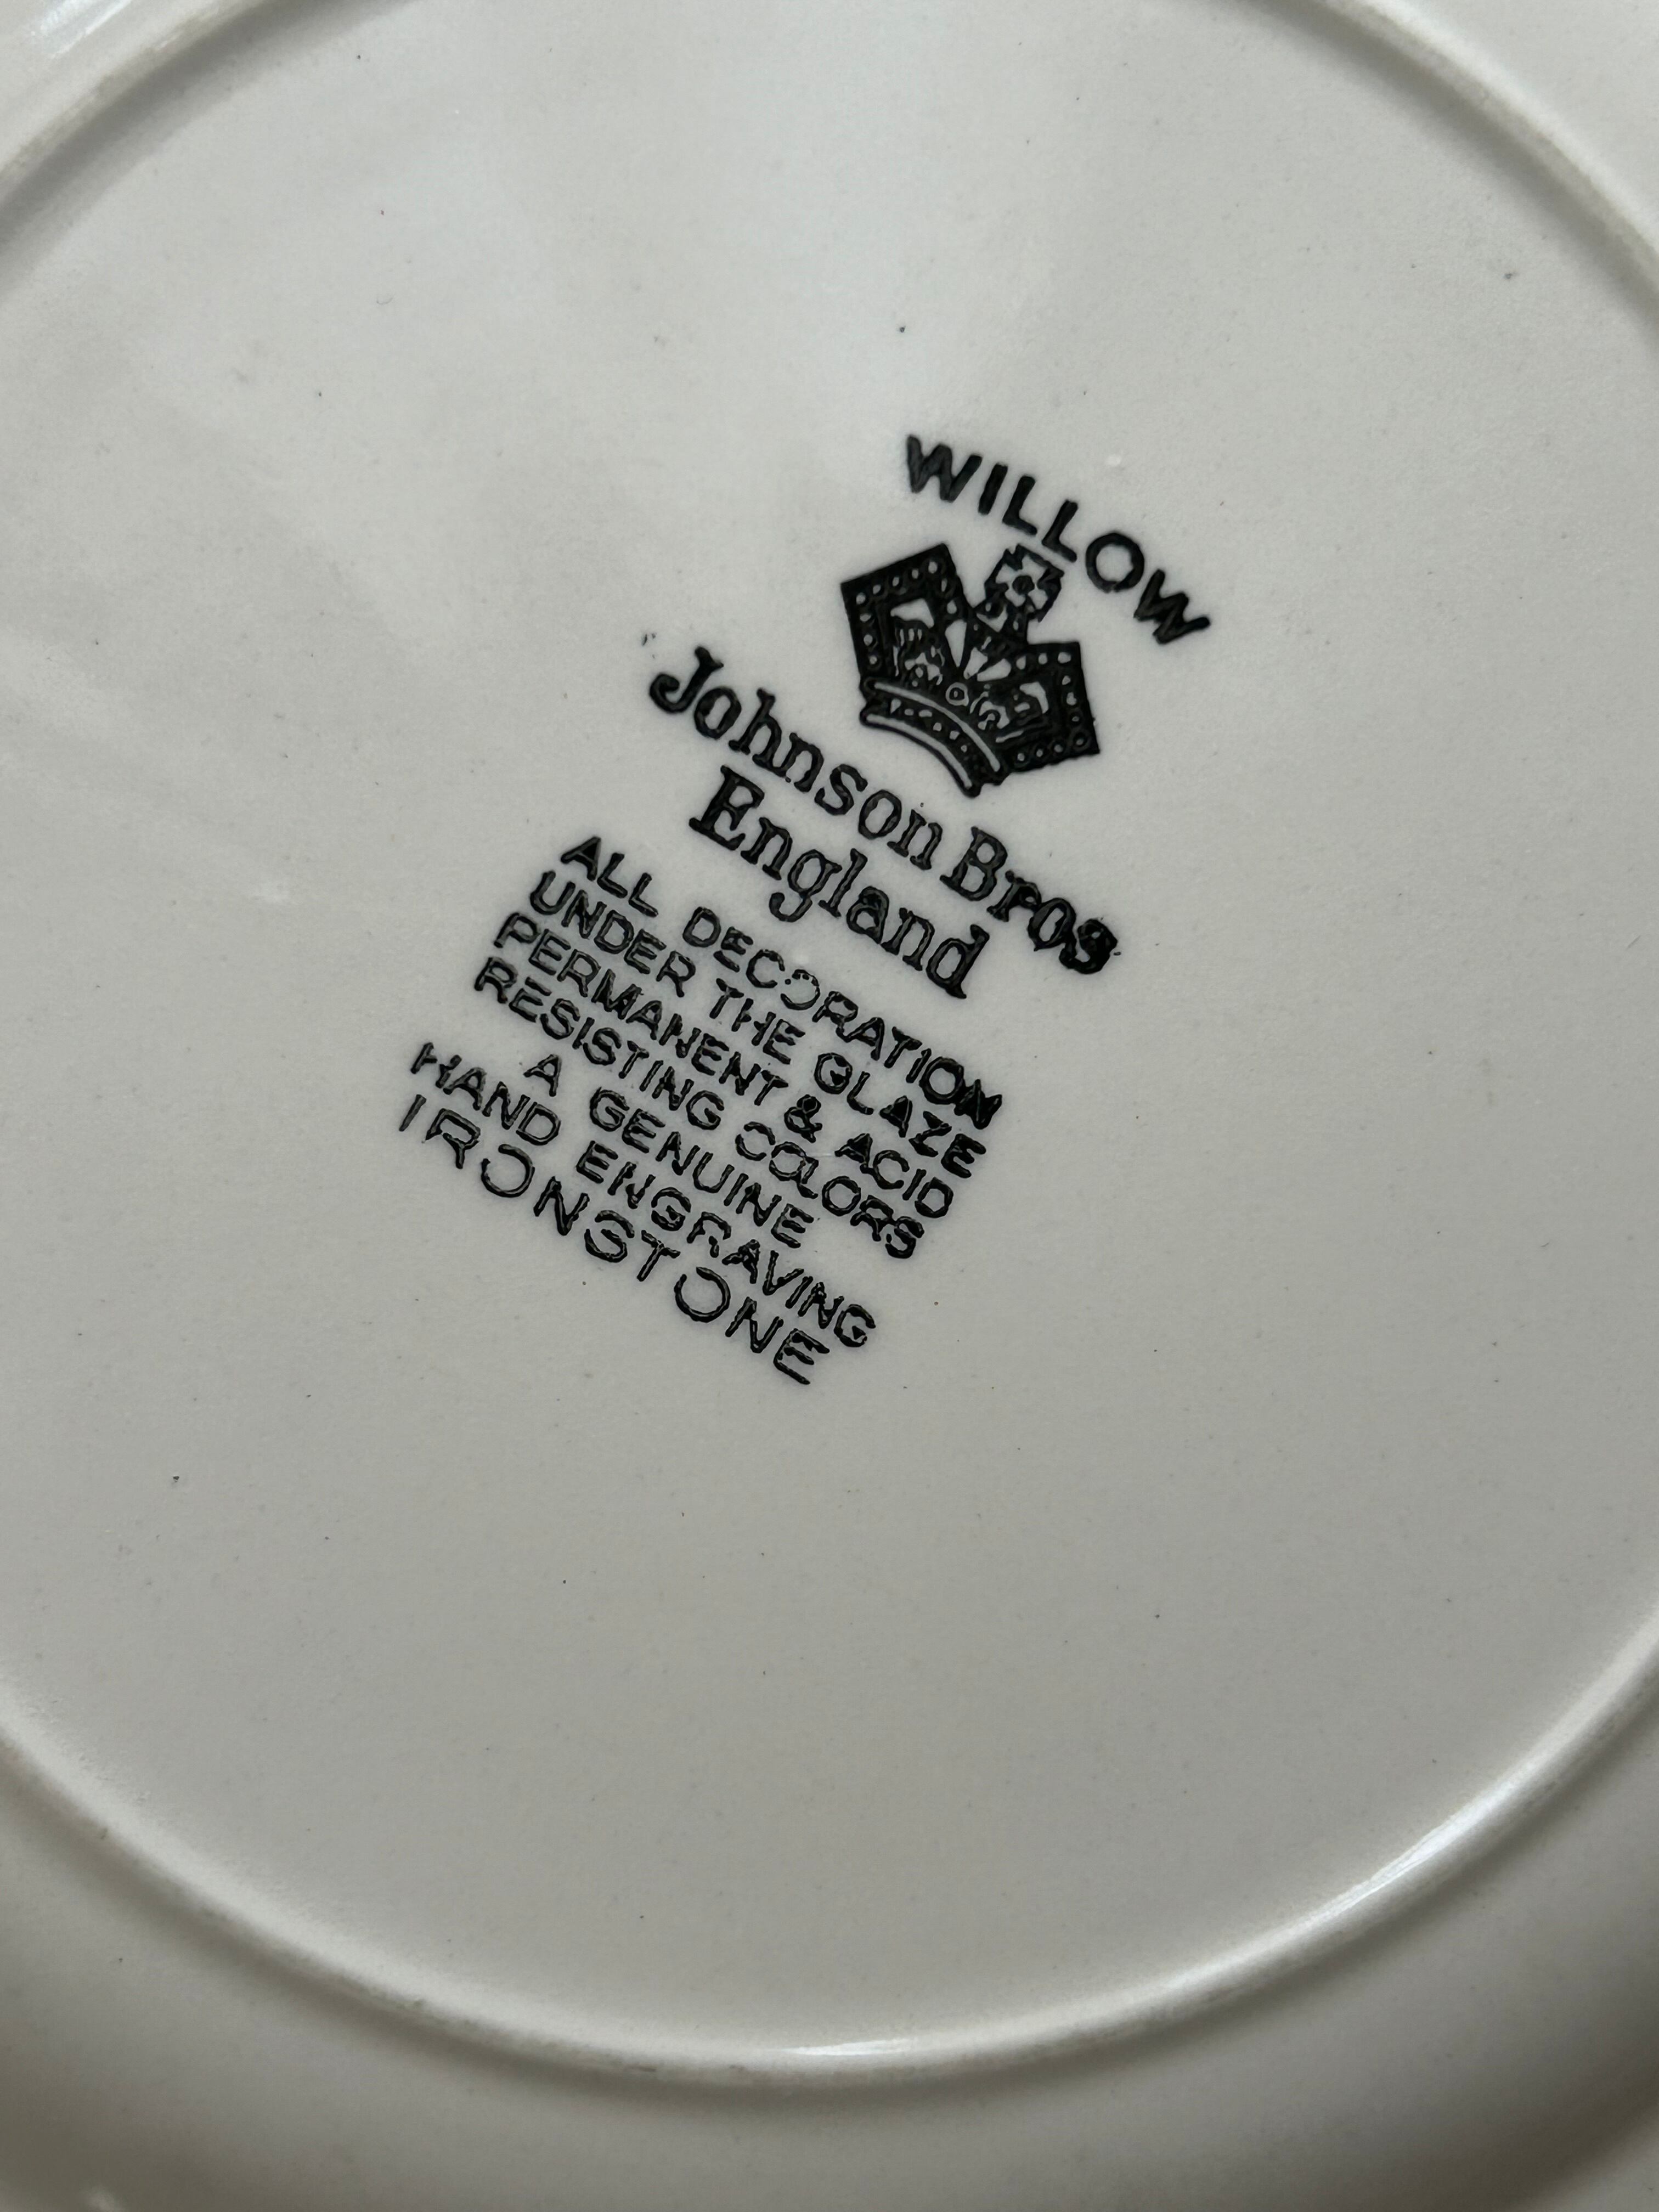 WILLOW
Johnson Bros
England
ALL DECORATION
UNDER THE GLAZE
PERMANENT & ACID
RESISTING COLORS
A GENUINE
HAND ENGRAVING
IRONSTONE